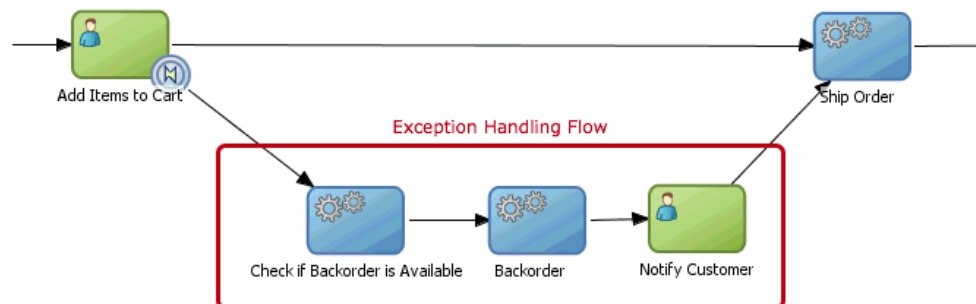 Add Items to Cart
Ship Order
Exception Handling Flow
Check if Backorder is Available
Backorder
Notify Customer